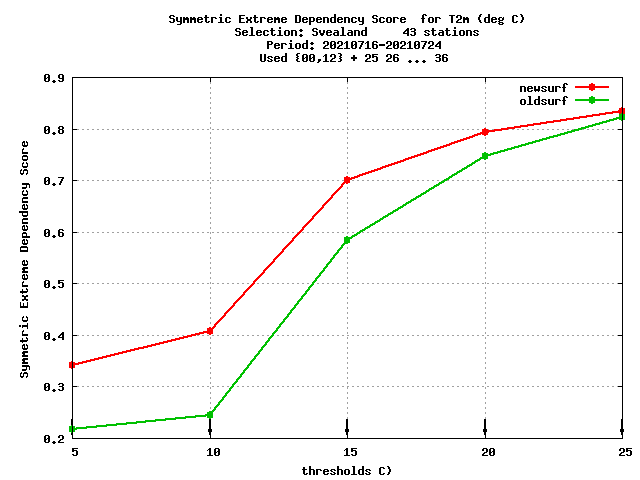 Symmetric Extreme Dependency Score  for T2m (deg C)
Selection: Svealand     43 stations
Period: 20210716-20210724
Used {00,12} + 25 26 ... 36
newsurf
oldsurf
Symmetric Extreme Dependency Score
0.9
0.8
0.7
0.6
0.5
0.4
0.3
0.2
5 10 15 20 25
thresholds C)